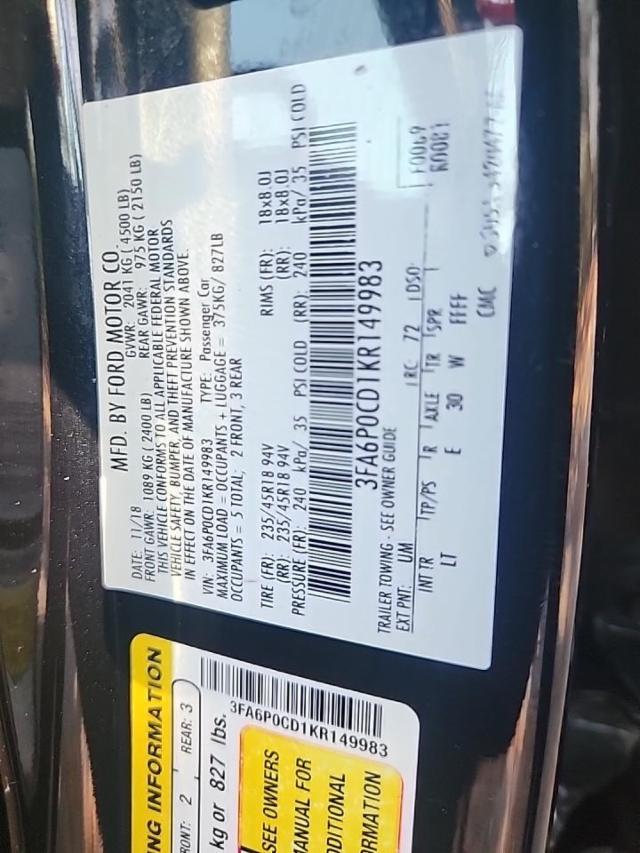 MFD. BY FORD MOTOR CO.
DATE: 11/18 GVWR: 2041 KG (4500 LB)
FRONT GAWR: 1089 KG (2400 LB) REAR GAWR: 975 KG (2150 LB)
THIS VEHICLE CONFORMS TO ALL APPLICABLE FEDERAL MOTOR
VEHICLE SAFETY, BUMPER, AND THEFT PREVENTION STANDARDS
IN EFFECT ON THE DATE OF MANUFACTURE SHOWN ABOVE.
VIN: 3FA6P0CD1KR149983 TYPE: Passenger Car
MAXIMUM LOAD = OCCUPANTS + LUGGAGE = 375KG/ 827LB
OCCUPANTS = 5 TOTAL; 2 FRONT, 3 REAR
TIRE (FR): 235/45R18 94V RIMS (FR): 18x8.0J
(RR): 235/45R18 94V (RR): 18x8.0J
PRESSURE (FR): 240 kPa/ 35 PSI COLD (RR): 240 kPa/ 35 PSI COLD
3FA6P0CD1KR149983
F0069
R0081
TRAILER TOWING - SEE OWNER GUIDE
EXT PNT: UM RC: 72 DSO:
INT TR TP/PS R AXLE TR SPR
LT E 30 W FFFF
CMC
ING INFORMATION
FRONT: 2 REAR: 3
kg or 827 lbs.
3FA6P0CD1KR149983
SEE OWNERS
MANUAL FOR
ADDITIONAL
INFORMATION